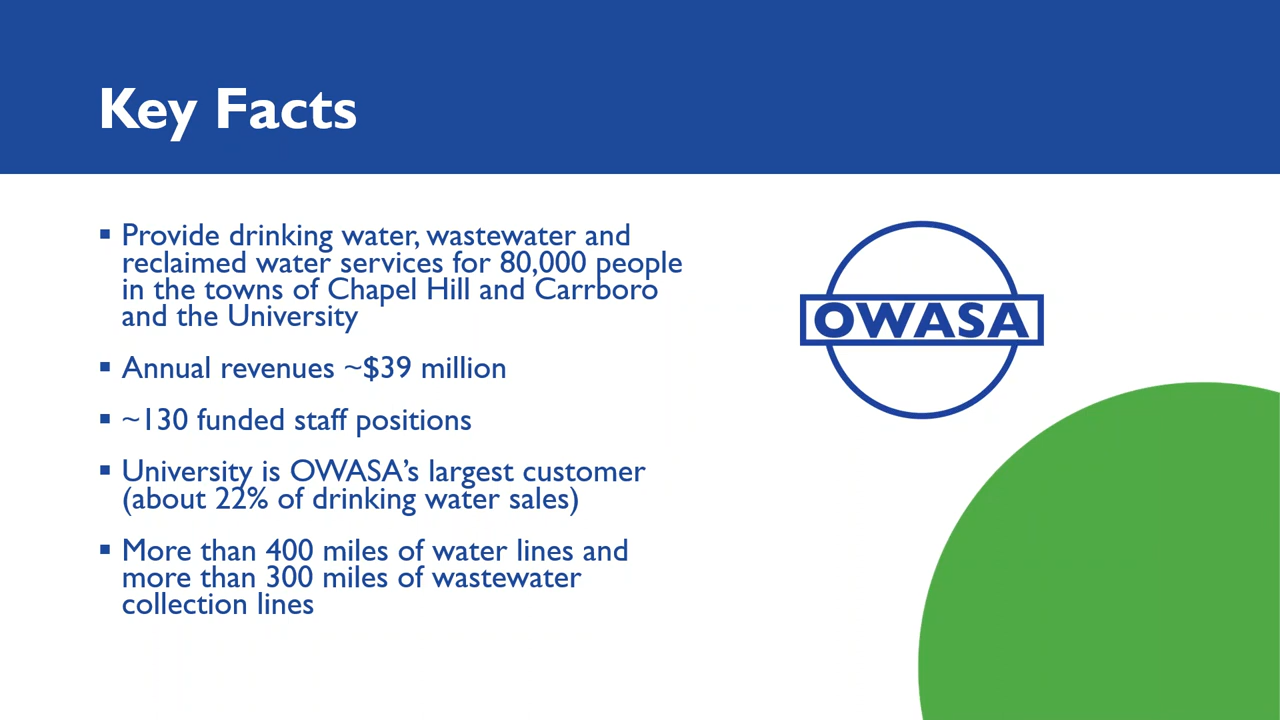 Key Facts
▪ Provide drinking water, wastewater and
reclaimed water services for 80,000 people
in the towns of Chapel Hill and Carrboro
and the University
▪ Annual revenues ~$39 million
▪ ~130 funded staff positions
▪ University is OWASA’s largest customer
(about 22% of drinking water sales)
▪ More than 400 miles of water lines and
more than 300 miles of wastewater
collection lines
OWASA